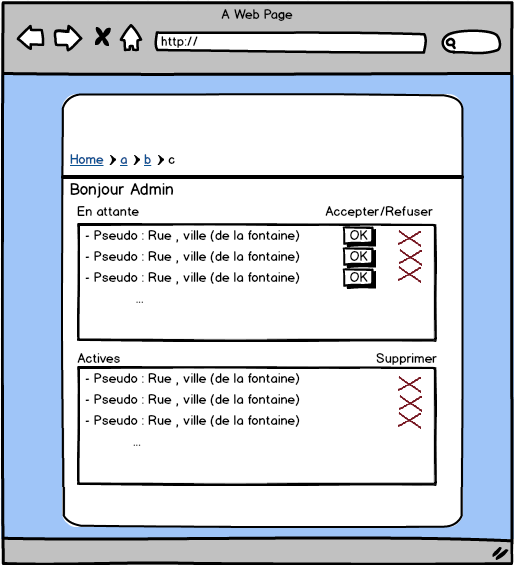 A Web Page
http://
Home a b c
Bonjour Admin
En attante Accepter/Refuser
- Pseudo : Rue , ville (de la fontaine) OK
- Pseudo : Rue , ville (de la fontaine) OK
- Pseudo : Rue , ville (de la fontaine) OK
...
Actives Supprimer
- Pseudo : Rue , ville (de la fontaine)
- Pseudo : Rue , ville (de la fontaine)
- Pseudo : Rue , ville (de la fontaine)
...